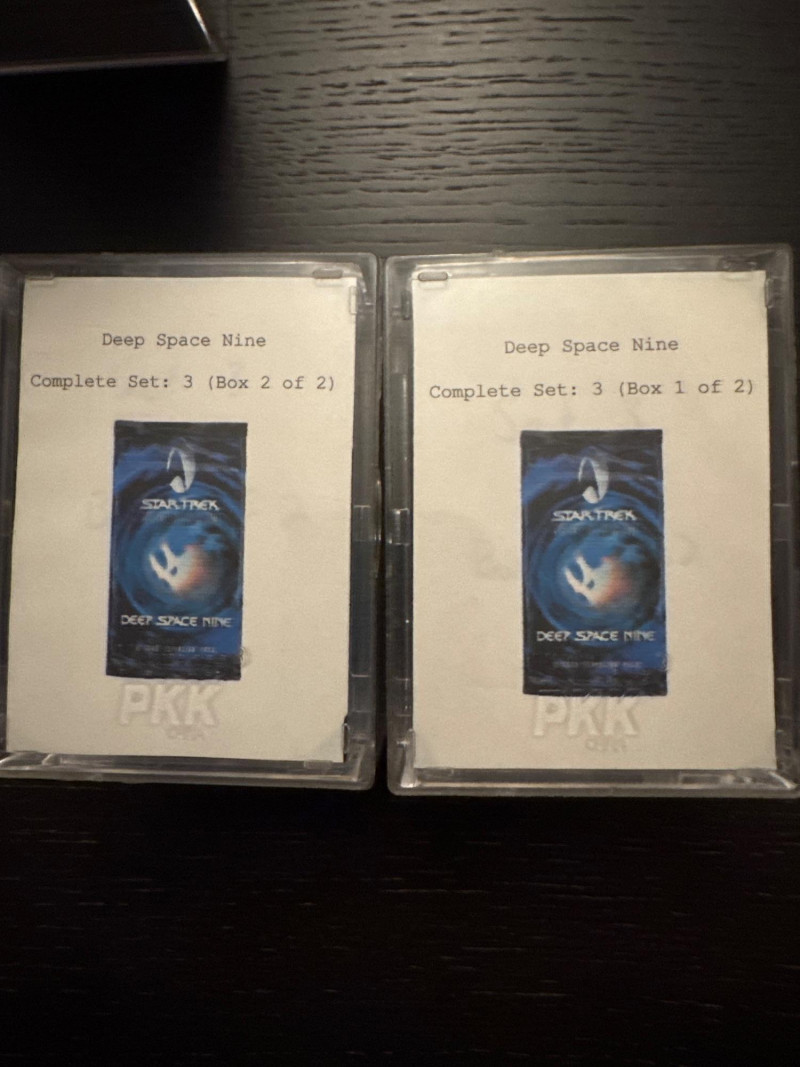 Deep Space Nine
Complete Set: 3 (Box 2 of 2)
STAR TREK
DEEP SPACE NINE
PKK
Deep Space Nine
Complete Set: 3 (Box 1 of 2)
STAR TREK
DEEP SPACE NINE
PKK